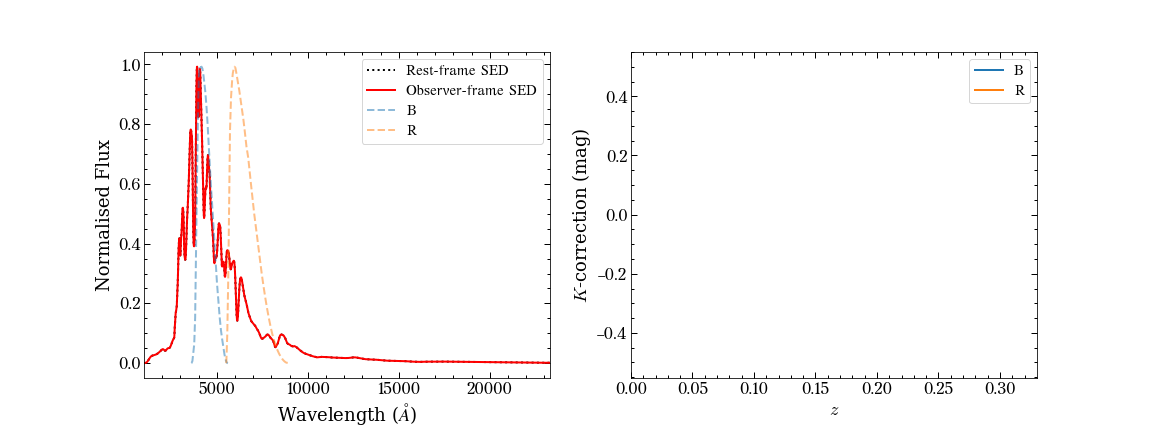 Normalised Flux
1.0
0.8
0.6
0.4
0.2
0.0
5000 10000 15000 20000
Wavelength (Å)
Rest-frame SED
Observer-frame SED
B
R
K-correction (mag)
0.4
0.2
0.0
−0.2
−0.4
0.00 0.05 0.10 0.15 0.20 0.25 0.30
z
B
R